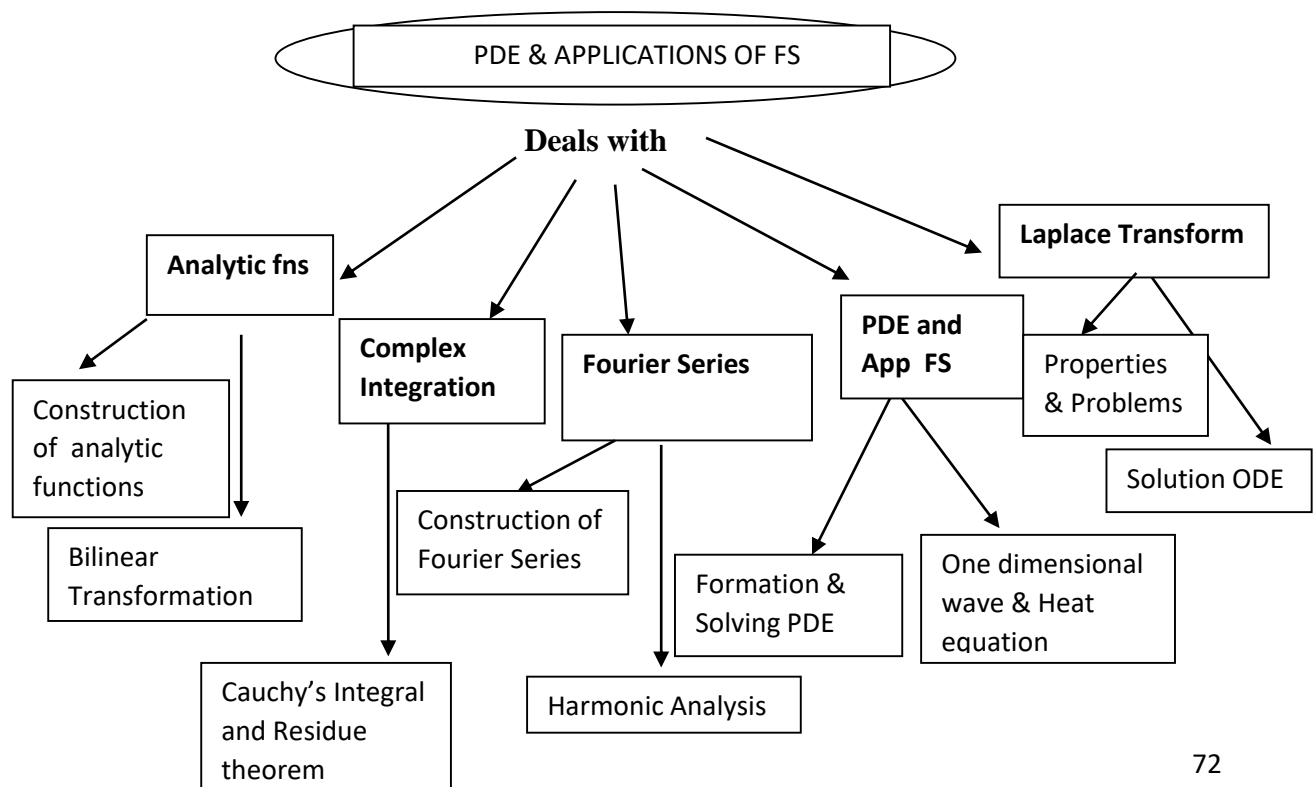 PDE & APPLICATIONS OF FS
Deals with
Analytic fns
Complex
Integration
Fourier Series
PDE and
App FS
Laplace Transform
Construction
of analytic
functions
Bilinear
Transformation
Cauchy’s Integral
and Residue
theorem
Construction of
Fourier Series
Harmonic Analysis
Formation &
Solving PDE
One dimensional
wave & Heat
equation
Properties
& Problems
Solution ODE
72